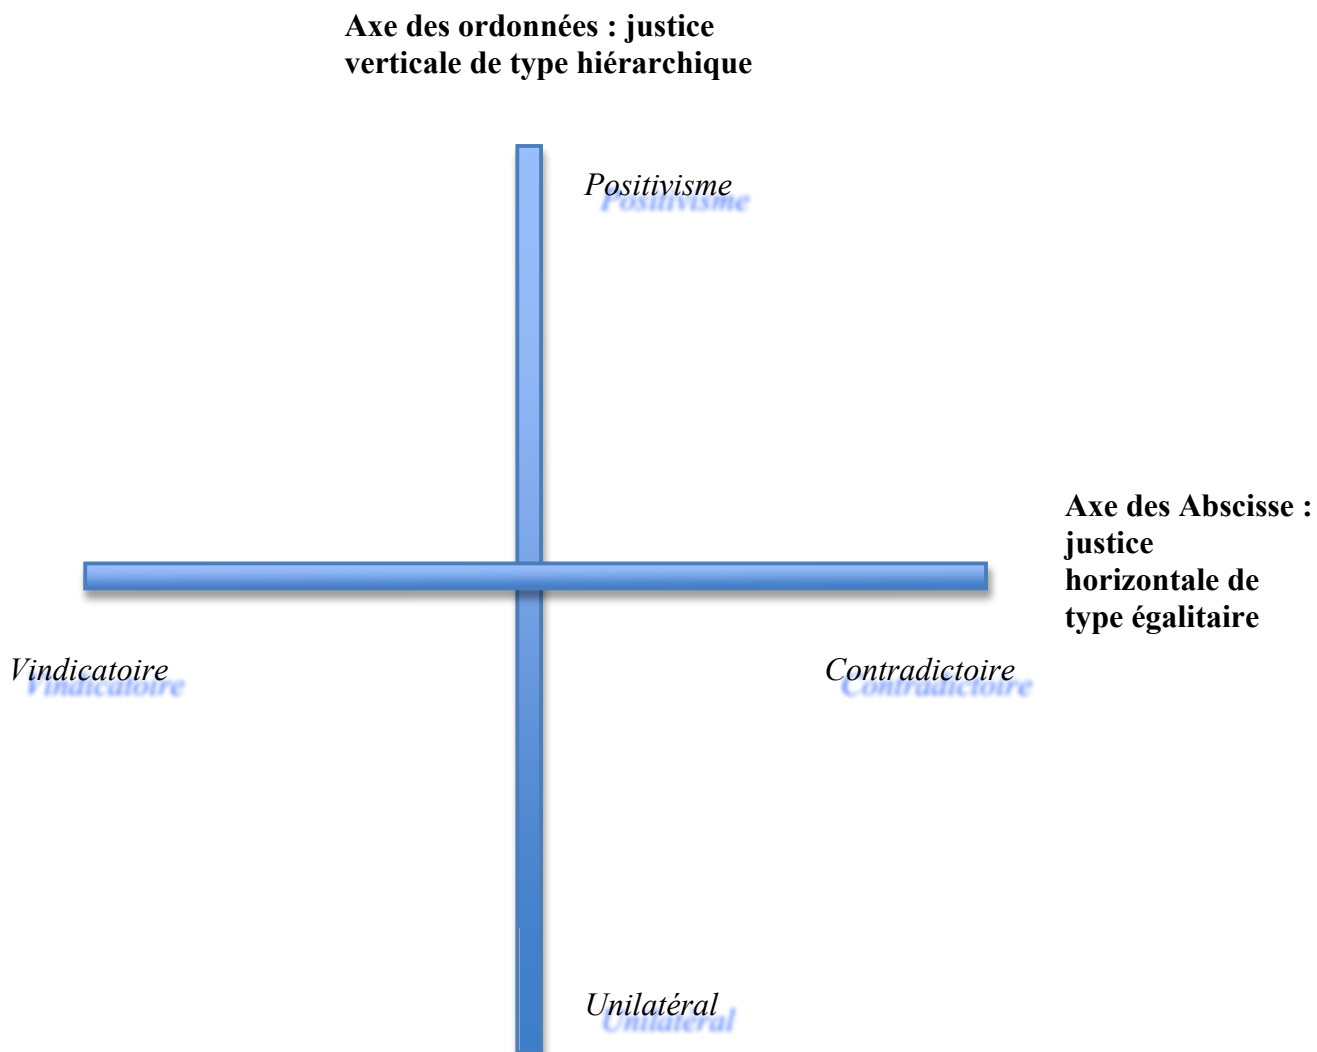 Axe des ordonnées : justice
verticale de type hiérarchique
Positivisme
Axe des Abscisse :
justice
horizontale de
type égalitaire
Vindicatoire
Contradictoire
Unilatéral